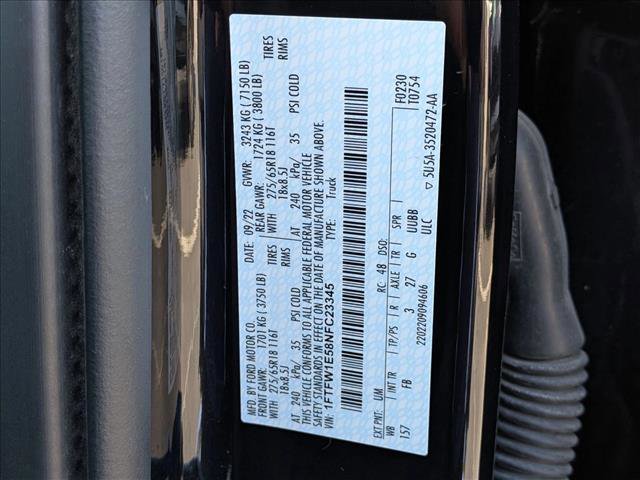 MFD. BY FORD MOTOR CO. 09/22 GVWR: 3243 KG ( 7150 LB)
FRONT GAWR: 1701 KG ( 3750 LB) REAR GAWR: 1724 KG ( 3800 LB)
WITH 275/65R18 116T TIRES WITH 275/65R18 116T TIRES
18x8.5J RIMS 18x8.5J RIMS
AT 240 kPa/ 35 PSI COLD AT 240 kPa/ 35 PSI COLD
THIS VEHICLE CONFORMS TO ALL APPLICABLE FEDERAL MOTOR VEHICLE
SAFETY STANDARDS IN EFFECT ON THE DATE OF MANUFACTURE SHOWN ABOVE.
VIN: 1FTFW1E58NFC23345 Truck
F0230
T0754
EXT PNT: UM RC: 48 DSO:
WB INT TR TP/PS R AXLE TR SPR
157 FB 3 27 G UUBB
ULC
2202209094606
5U5A-3520472-AA